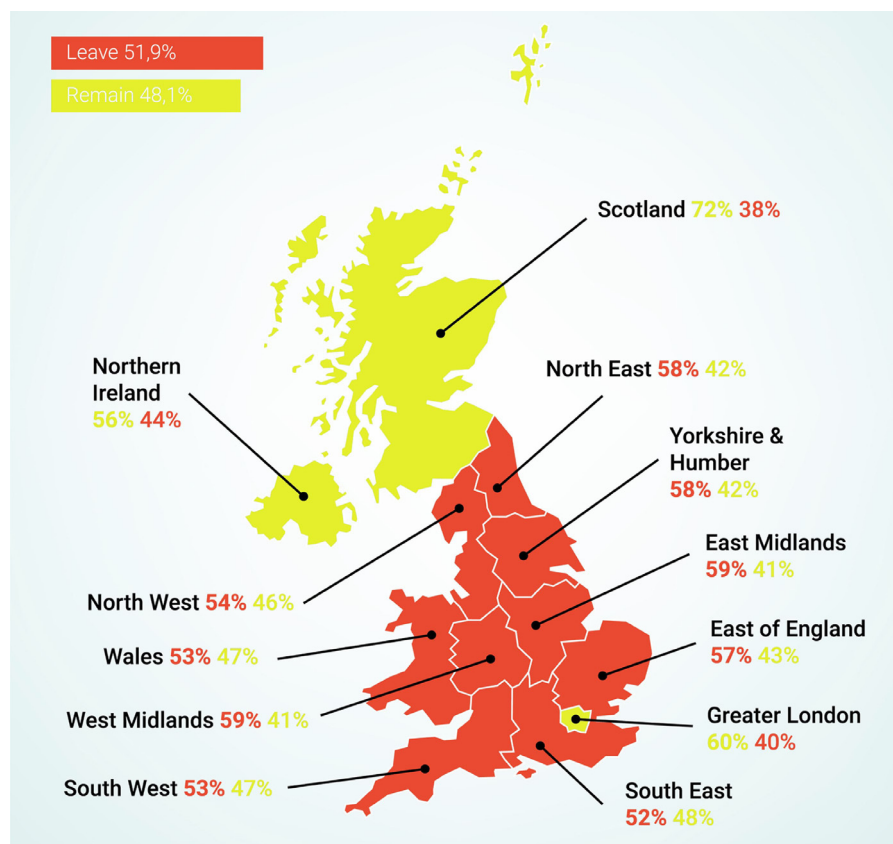 Leave 51,9%
Remain 48,1%
Scotland 72% 38%
Northern
Ireland
56% 44%
North East 58% 42%
Yorkshire &
Humber
58% 42%
East Midlands
59% 41%
North West 54% 46%
East of England
57% 43%
Wales 53% 47%
West Midlands 59% 41%
Greater London
60% 40%
South West 53% 47%
South East
52% 48%